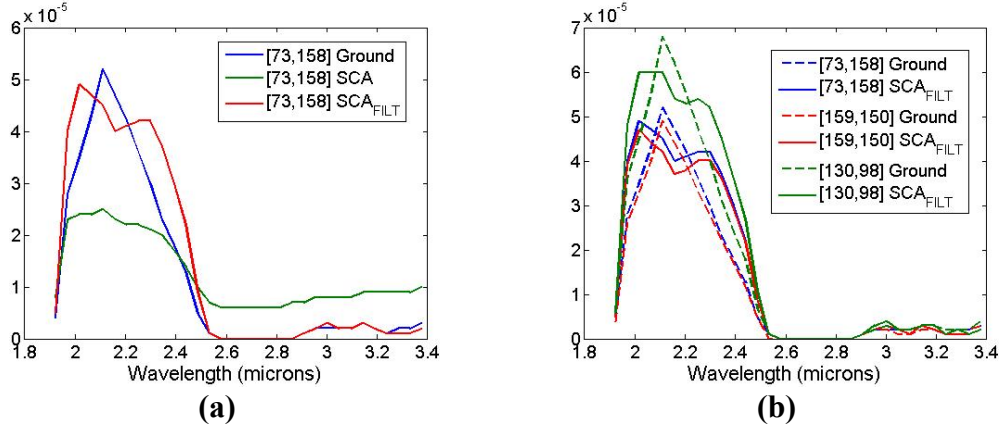 x 10⁻⁵
6
5
4
3
2
1
0
1.8 2 2.2 2.4 2.6 2.8 3 3.2 3.4
Wavelength (microns)
[73,158] Ground
[73,158] SCA
[73,158] SCA_FILT
(a)
x 10⁻⁵
7
6
5
4
3
2
1
0
1.8 2 2.2 2.4 2.6 2.8 3 3.2 3.4
Wavelength (microns)
[73,158] Ground
[73,158] SCA_FILT
[159,150] Ground
[159,150] SCA_FILT
[130,98] Ground
[130,98] SCA_FILT
(b)